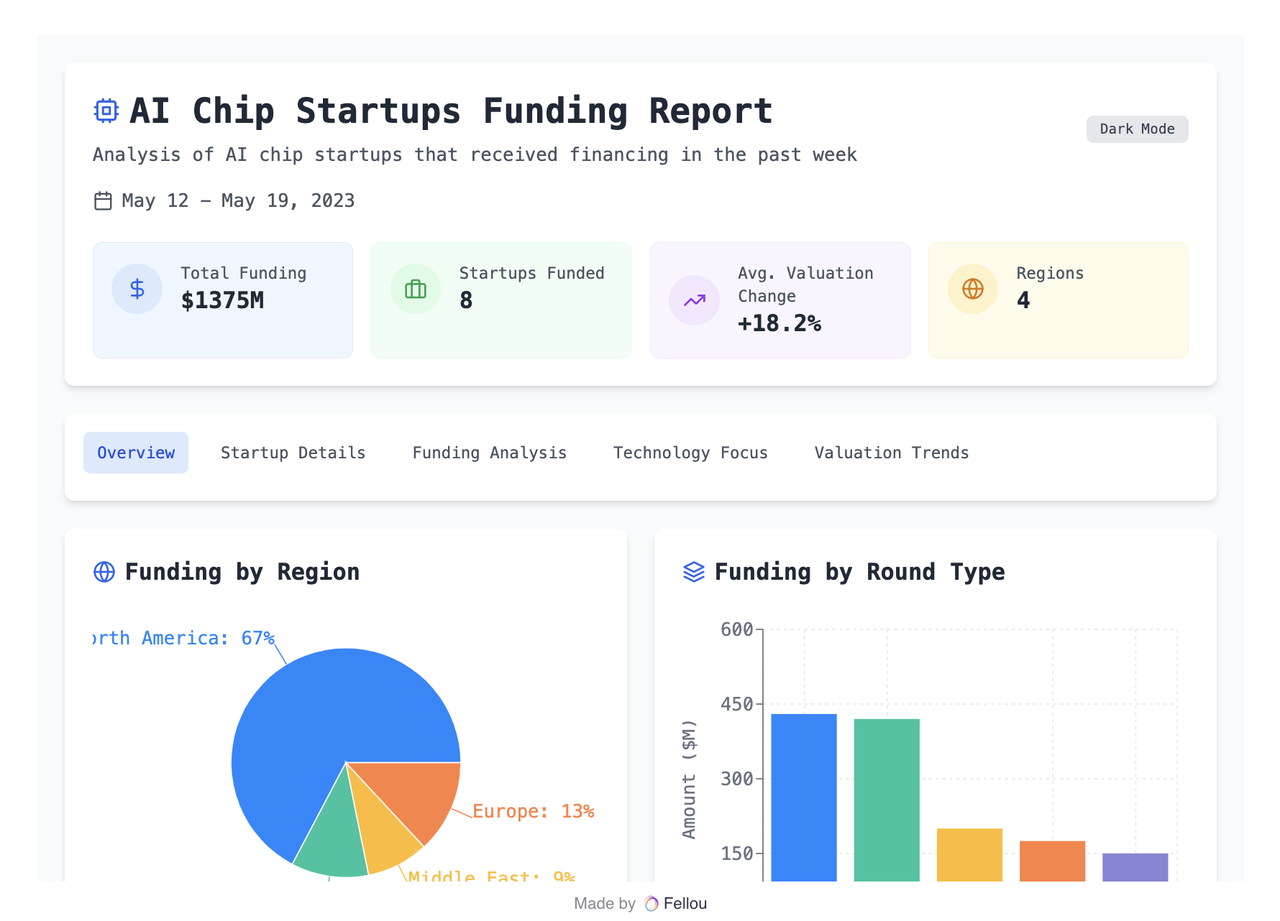 AI Chip Startups Funding Report
Dark Mode
Analysis of AI chip startups that received financing in the past week
May 12 – May 19, 2023
Total Funding
$1375M
Startups Funded
8
Avg. Valuation
Change
+18.2%
Regions
4
Overview
Startup Details
Funding Analysis
Technology Focus
Valuation Trends
Funding by Region
orth America: 67%
Europe: 13%
Middle East: 9%
Funding by Round Type
600
450
300
150
Amount ($M)
Made by Fellou